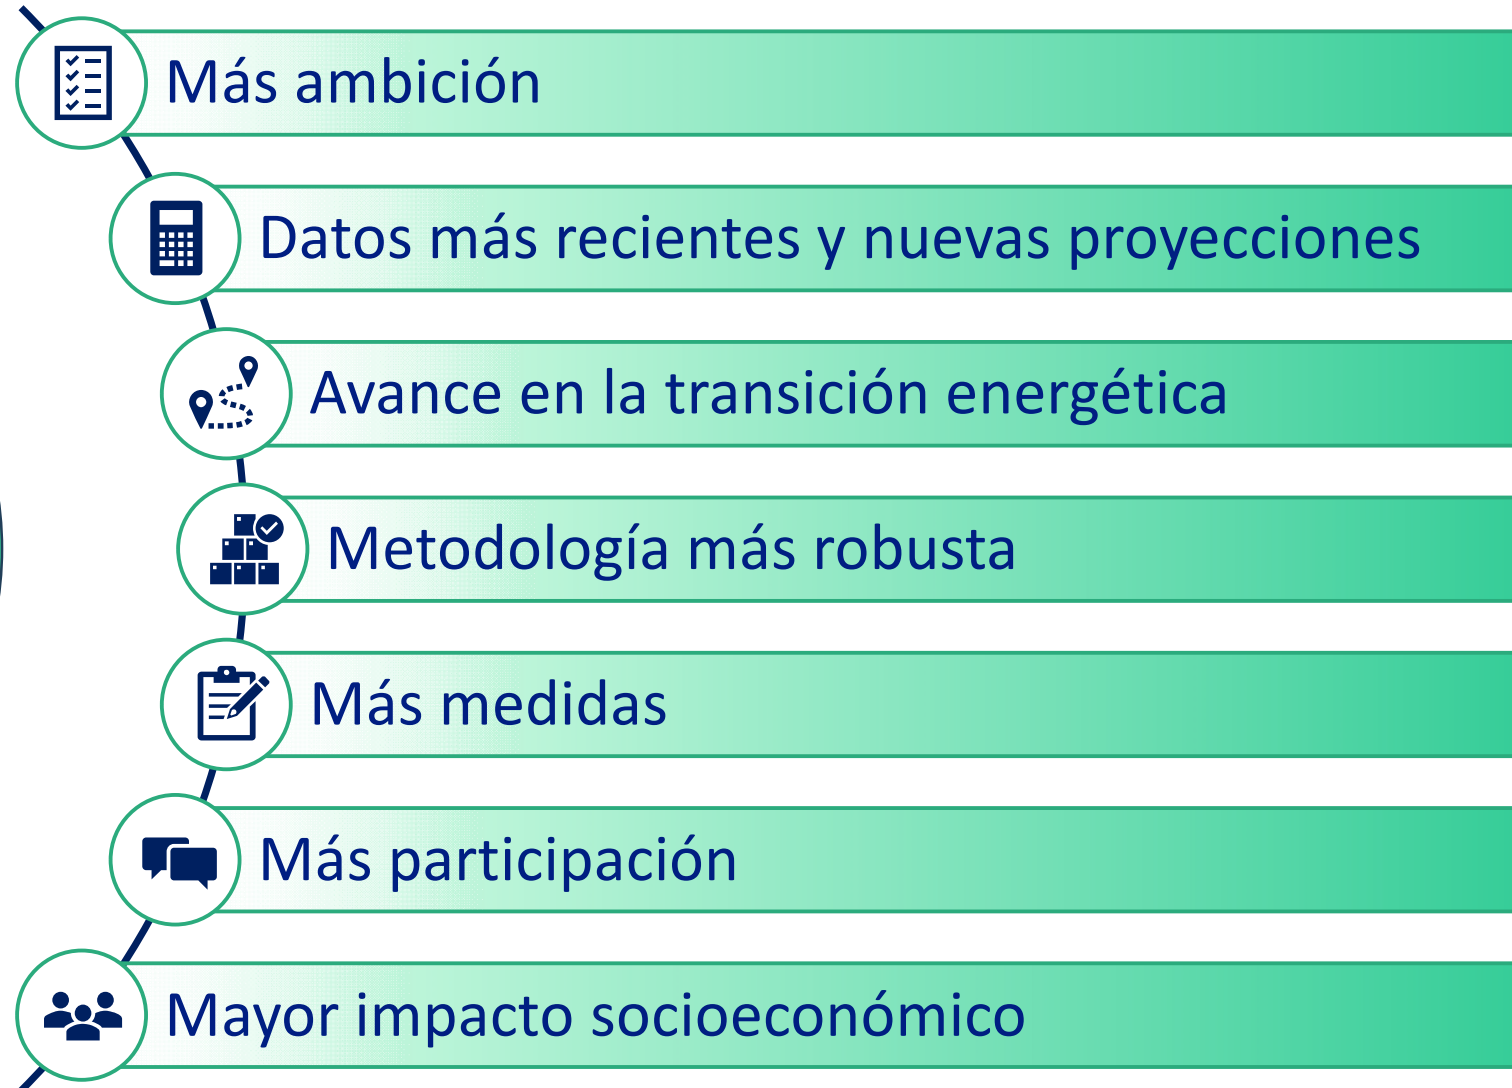 Más ambición
Datos más recientes y nuevas proyecciones
Avance en la transición energética
Metodología más robusta
Más medidas
Más participación
Mayor impacto socioeconómico